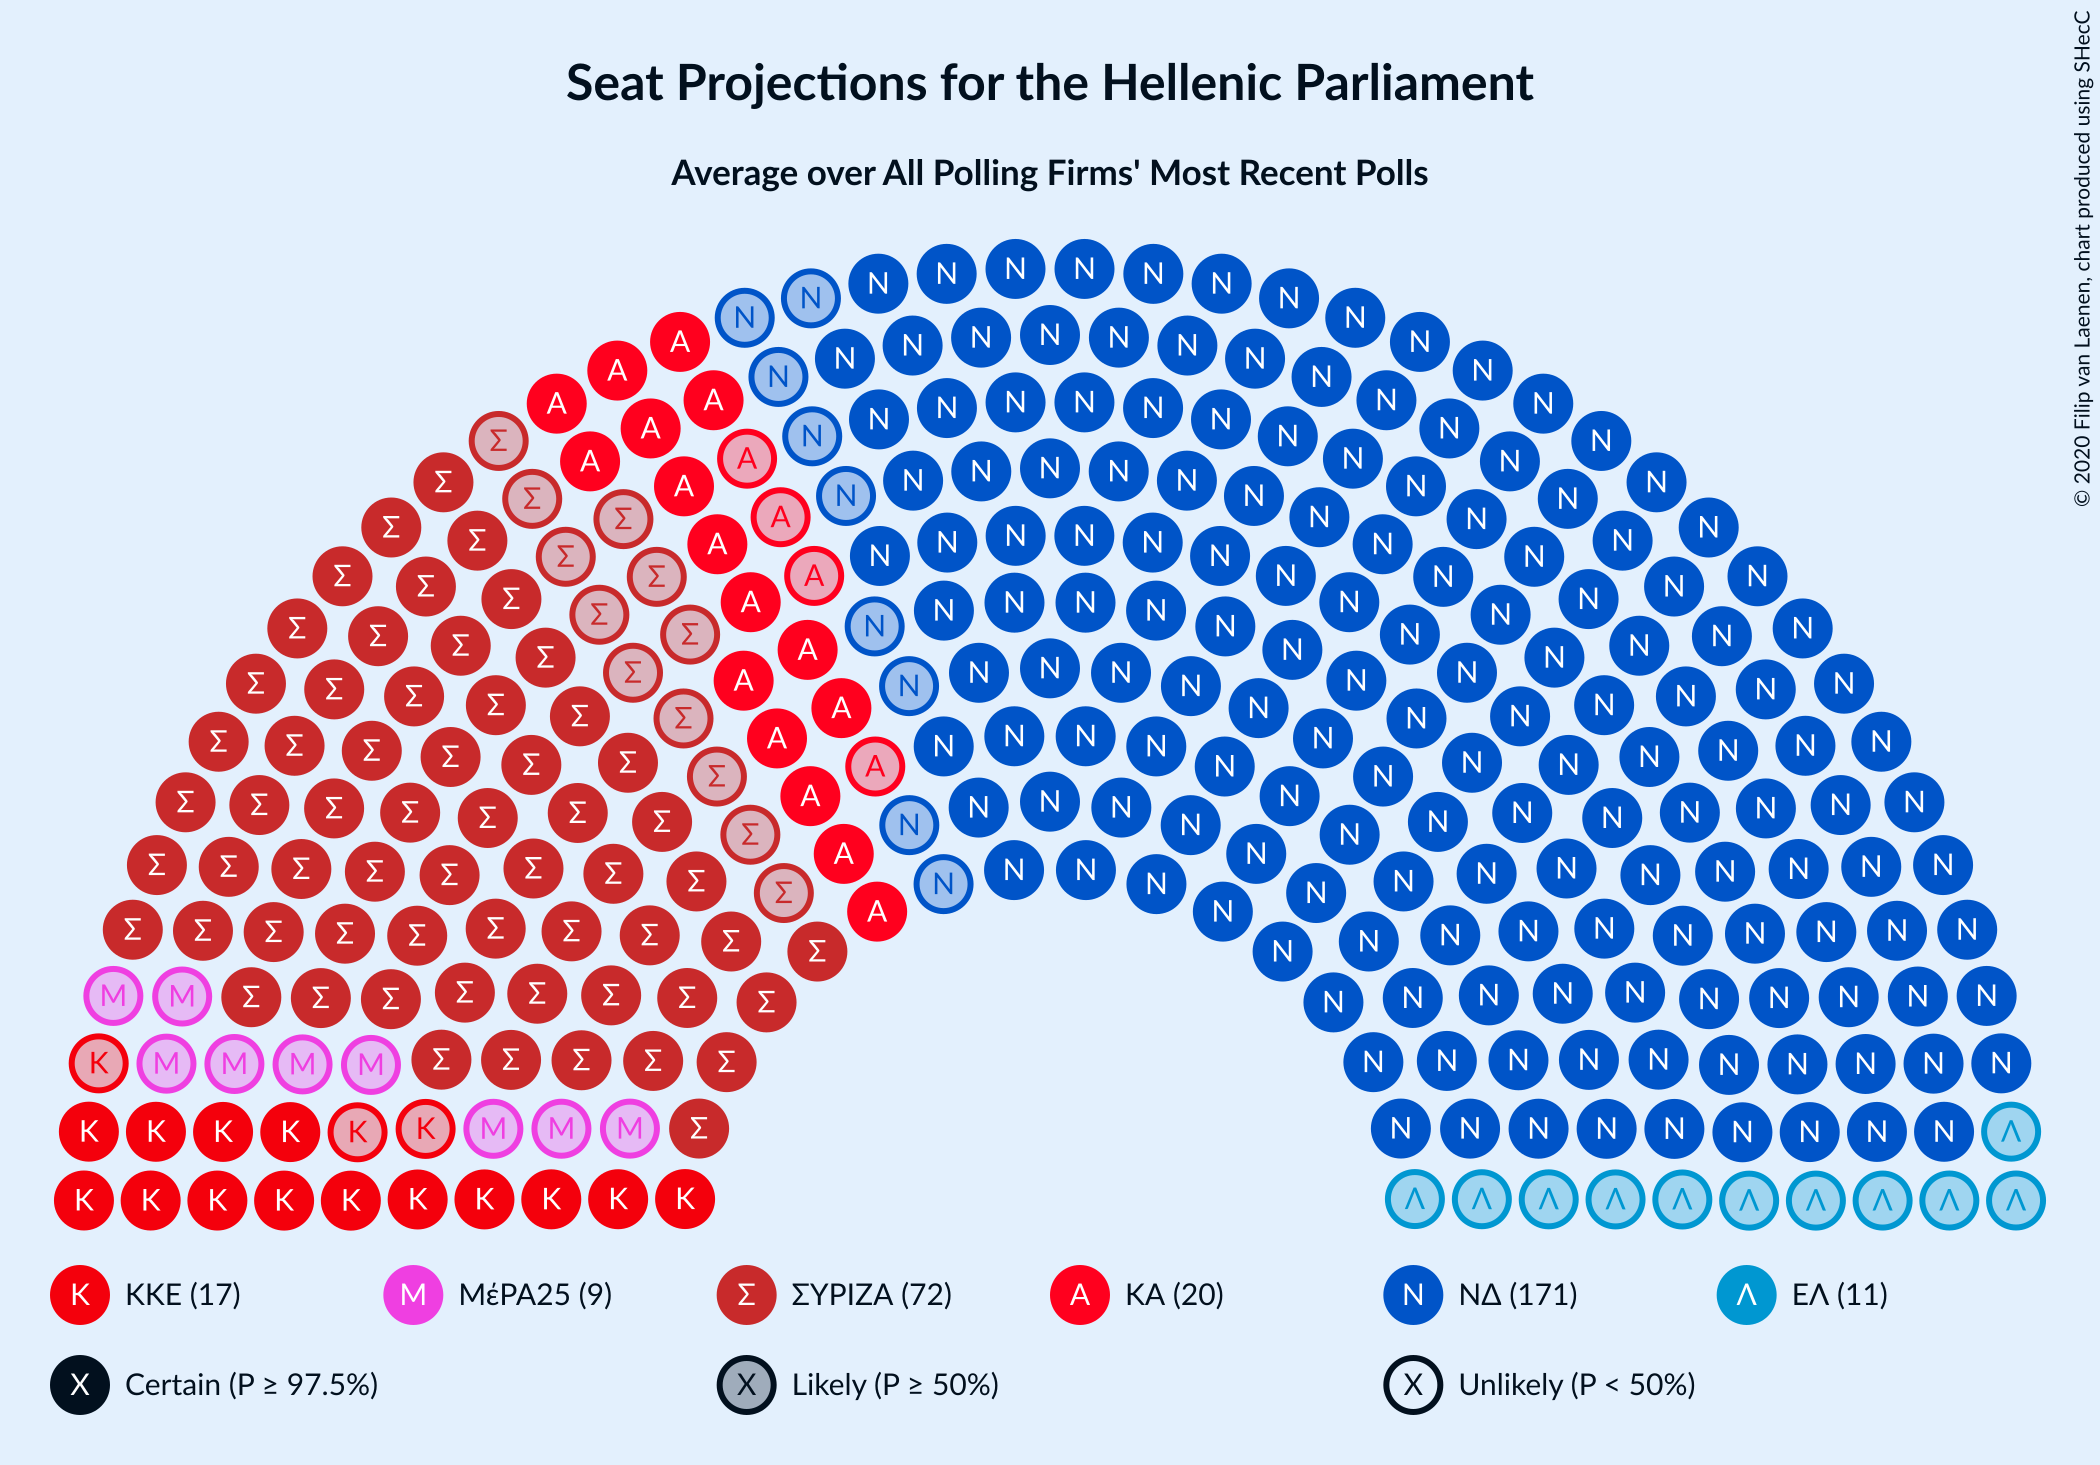 Seat Projections for the Hellenic Parliament
Average over All Polling Firms' Most Recent Polls
© 2020 Filip van Laenen, chart produced using SHecC
Κ ΚΚΕ (17) Μ ΜέΡΑ25 (9) Σ ΣΥΡΙΖΑ (72) Α ΚΑ (20) Ν ΝΔ (171) Λ ΕΛ (11)
X Certain (P ≥ 97.5%) X Likely (P ≥ 50%) X Unlikely (P < 50%)